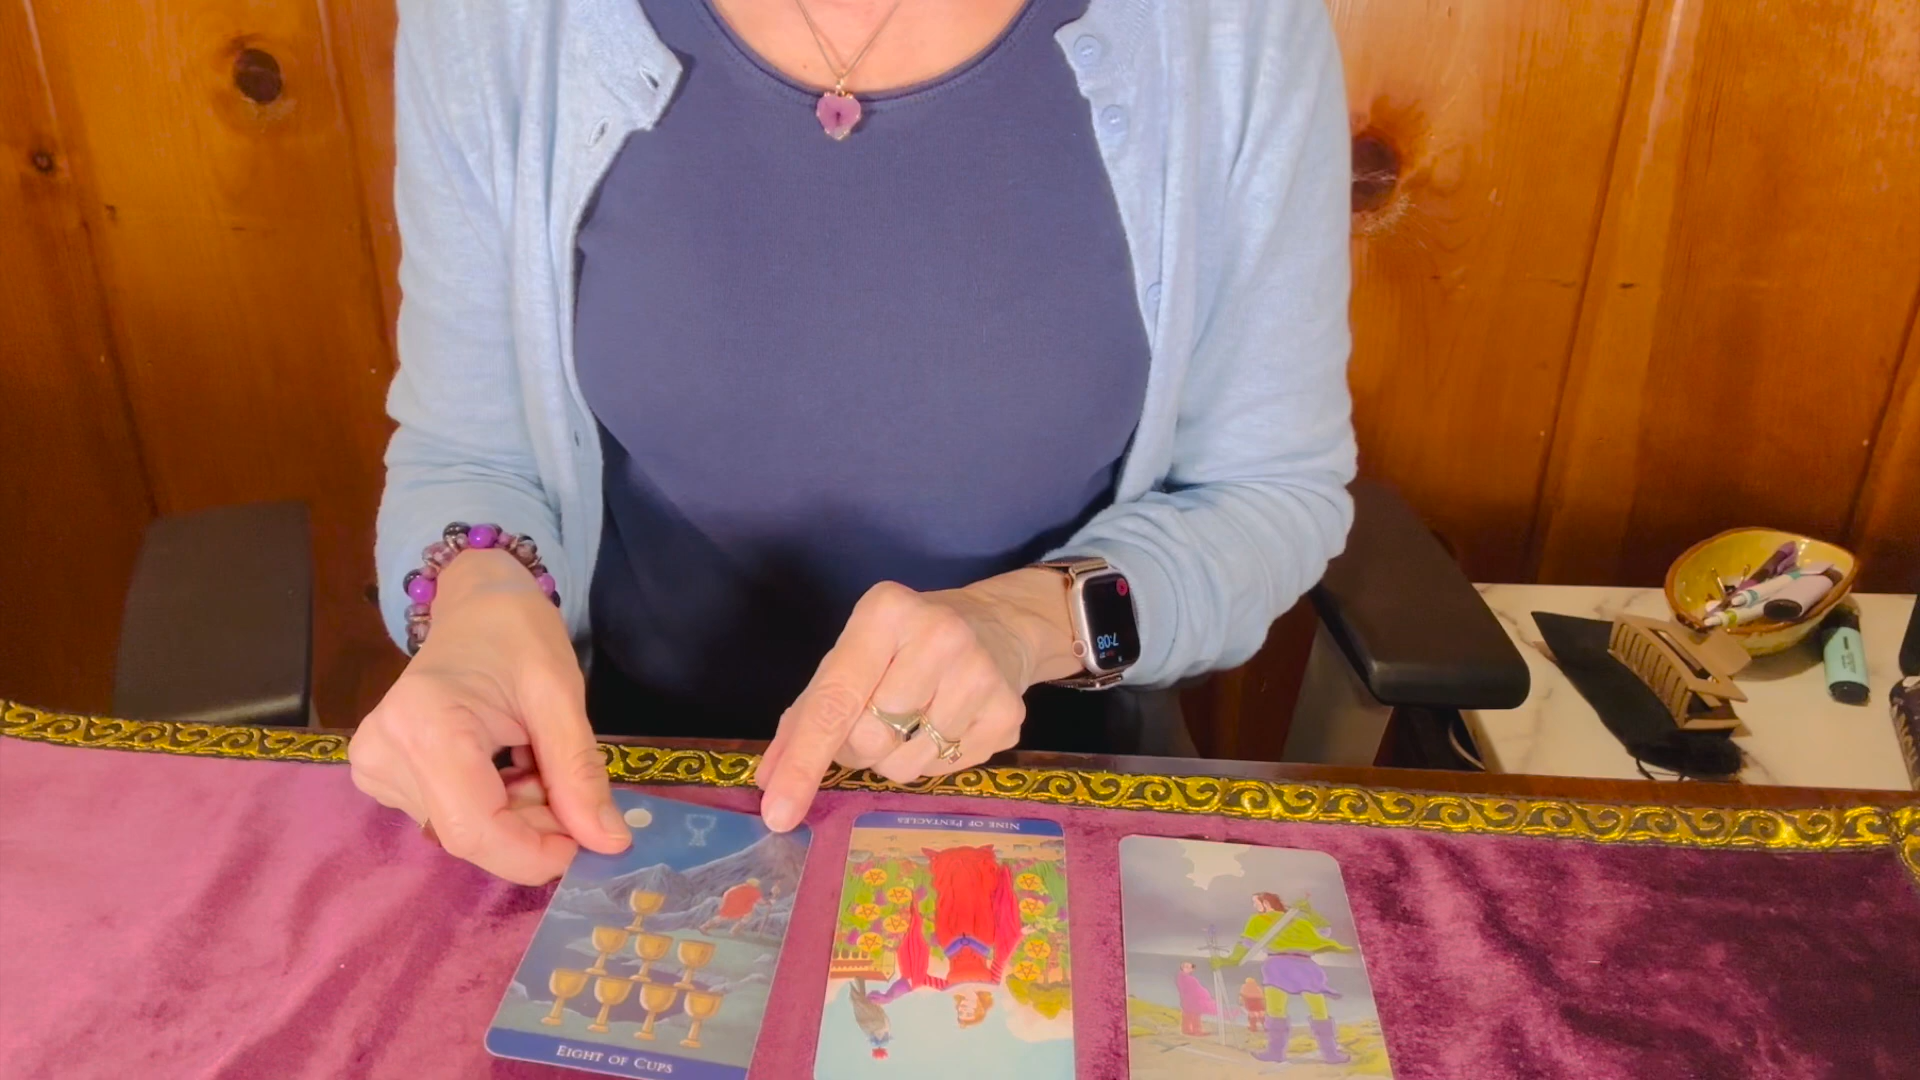 7:08
NINE OF PENTACLES
EIGHT OF CUPS